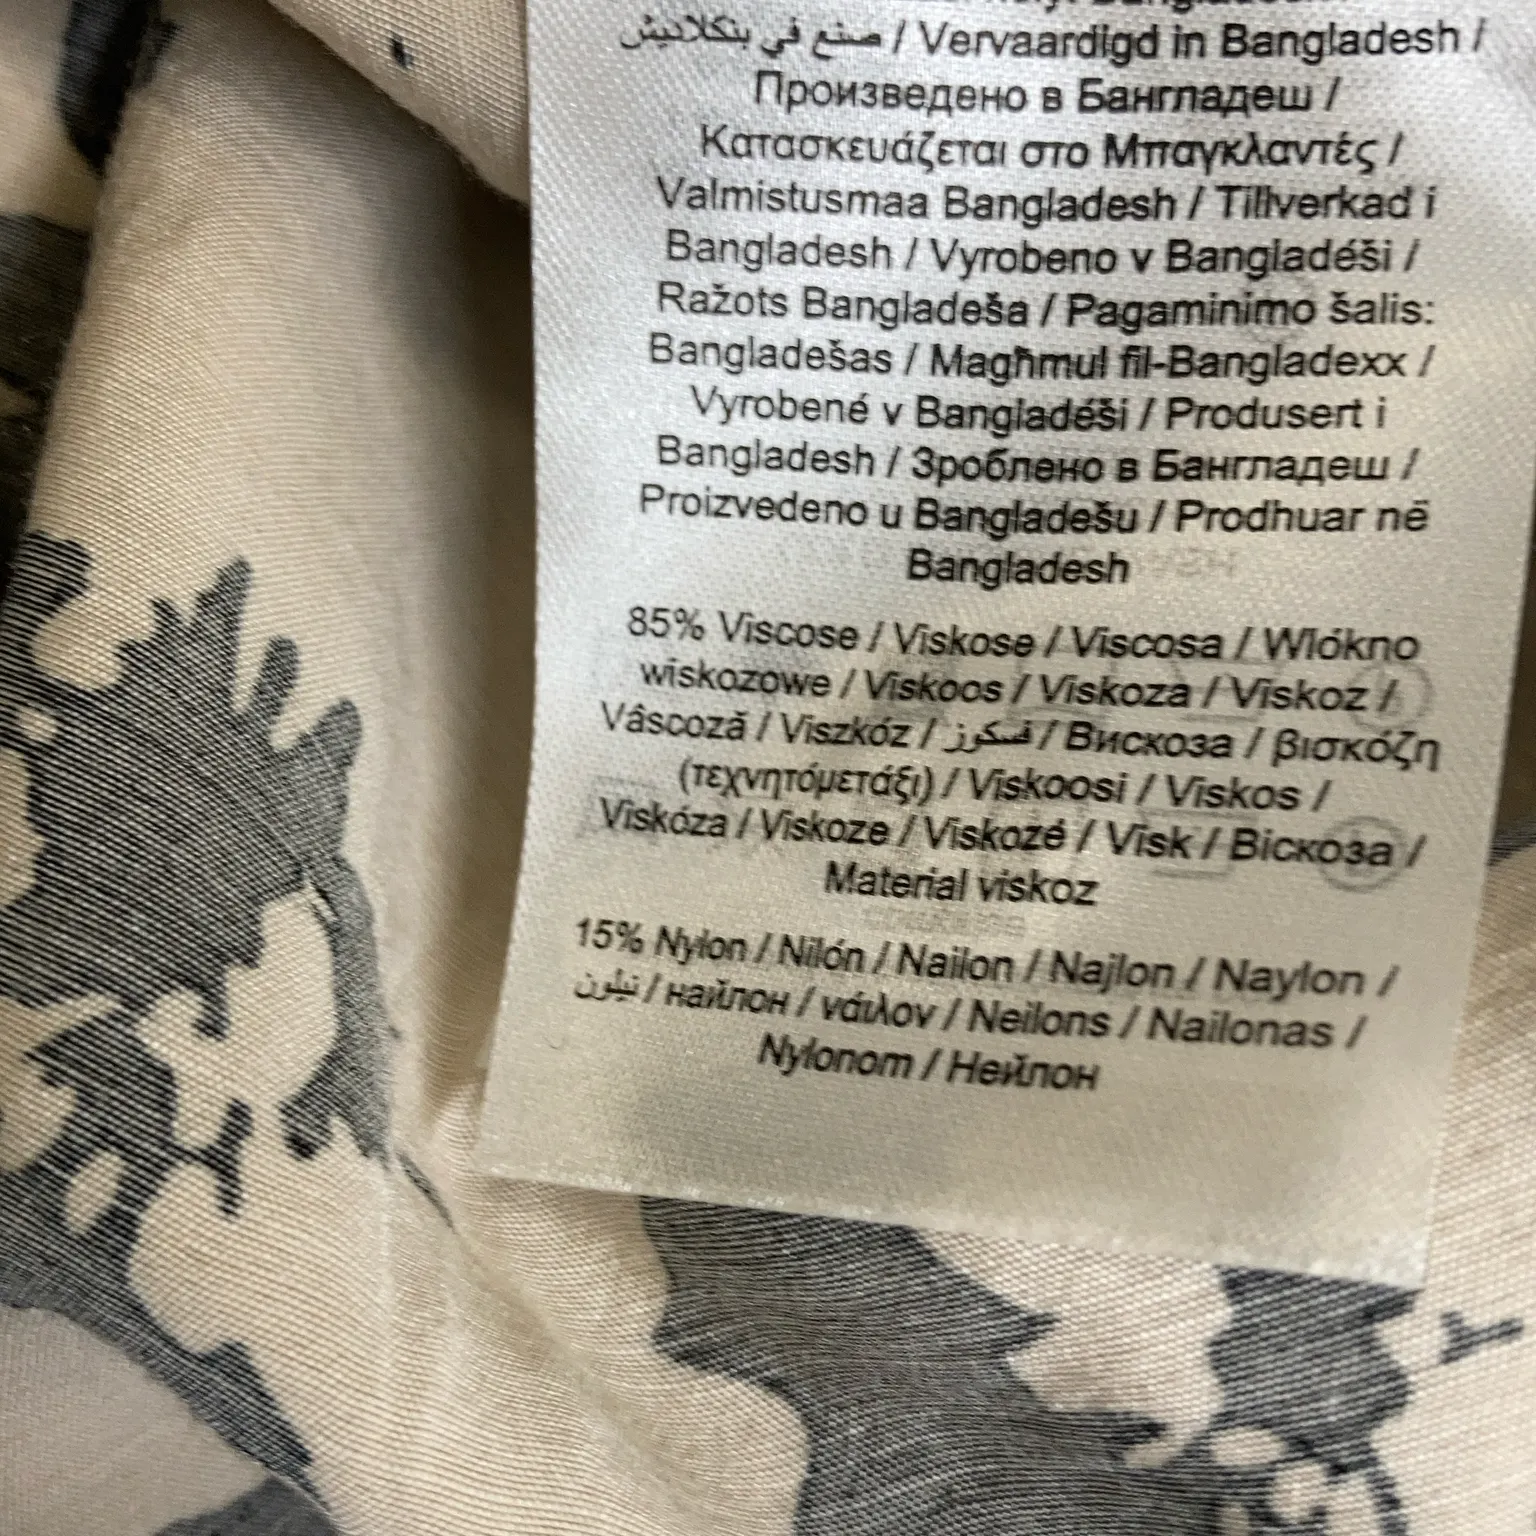 صنع في بنكلاديش / Vervaardigd in Bangladesh /
Произведено в Бангладеш /
Κατασκευάζεται στο Μπαγκλαντές /
Valmistusmaa Bangladesh / Tillverkad i
Bangladesh / Vyrobeno v Bangladéši /
Ražots Bangladeša / Pagaminimo šalis:
Bangladešas / Magħmul fil-Bangladexx /
Vyrobené v Bangladéši / Produsert i
Bangladesh / Зроблено в Бангладеш /
Proizvedeno u Bangladešu / Prodhuar në
Bangladesh
85% Viscose / Viskose / Viscosa / Wlókno
wiskozowe / Viskoos / Viskoza / Viskoz /
Vâscoză / Viszkóz / فسكوز / Вискоза / βισκόζη
(τεχνητόμετάξι) / Viskoosi / Viskos /
Viskóza / Viskoze / Viskozé / Visk / Віскоза /
Material viskoz
15% Nylon / Nilón / Nailon / Najlon / Naylon /
نيلون / найлон / νάιλον / Neilons / Nailonas /
Nylonom / Нейлон